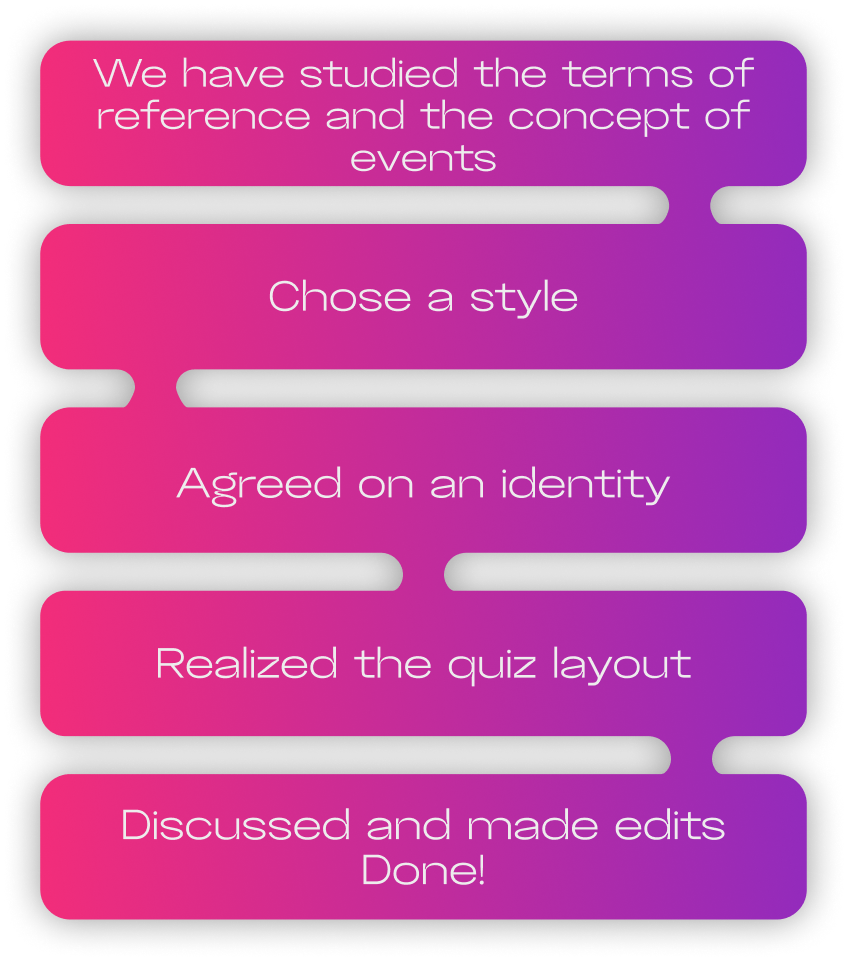 We have studied the terms of
reference and the concept of
events
Chose a style
Agreed on an identity
Realized the quiz layout
Discussed and made edits
Done!